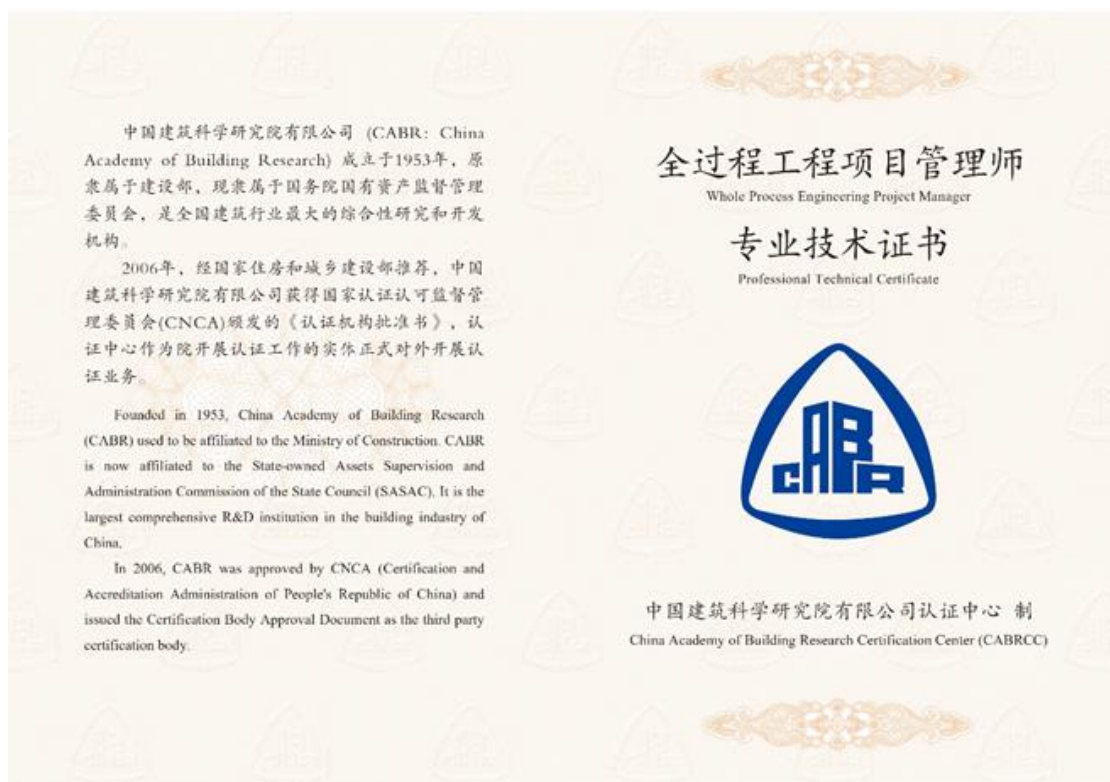 中国建筑科学研究院有限公司 (CABR: China
Academy of Building Research) 成立于1953年，原
隶属于建设部，现隶属于国务院国有资产监督管理
委员会，是全国建筑行业最大的综合性研究和开发
机构。
2006年，经国家住房和城乡建设部推荐，中国
建筑科学研究院有限公司获得国家认证认可监督管
理委员会(CNCA)颁发的《认证机构批准书》，认
证中心作为院开展认证工作的实体正式对外开展认
证业务。
Founded in 1953, China Academy of Building Research
(CABR) used to be affiliated to the Ministry of Construction. CABR
is now affiliated to the State-owned Assets Supervision and
Administration Commission of the State Council (SASAC). It is the
largest comprehensive R&D institution in the building industry of
China.
In 2006, CABR was approved by CNCA (Certification and
Accreditation Administration of People's Republic of China) and
issued the Certification Body Approval Document as the third party
certification body.
全过程工程项目管理师
Whole Process Engineering Project Manager
专业技术证书
Professional Technical Certificate
CABR
中国建筑科学研究院有限公司认证中心 制
China Academy of Building Research Certification Center (CABRCC)